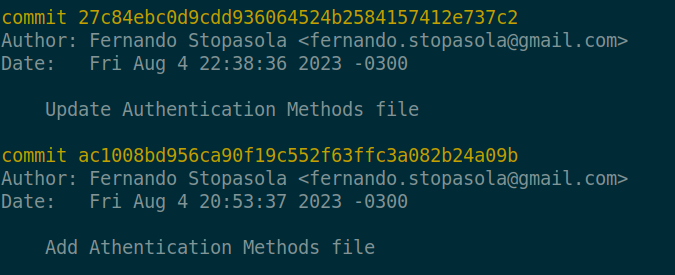 commit 27c84ebc0d9cdd936064524b2584157412e737c2
Author: Fernando Stopasola <fernando.stopasola@gmail.com>
Date:   Fri Aug 4 22:38:36 2023 -0300
Update Authentication Methods file
commit ac1008bd956ca90f19c552f63ffc3a082b24a09b
Author: Fernando Stopasola <fernando.stopasola@gmail.com>
Date:   Fri Aug 4 20:53:37 2023 -0300
Add Athentication Methods file